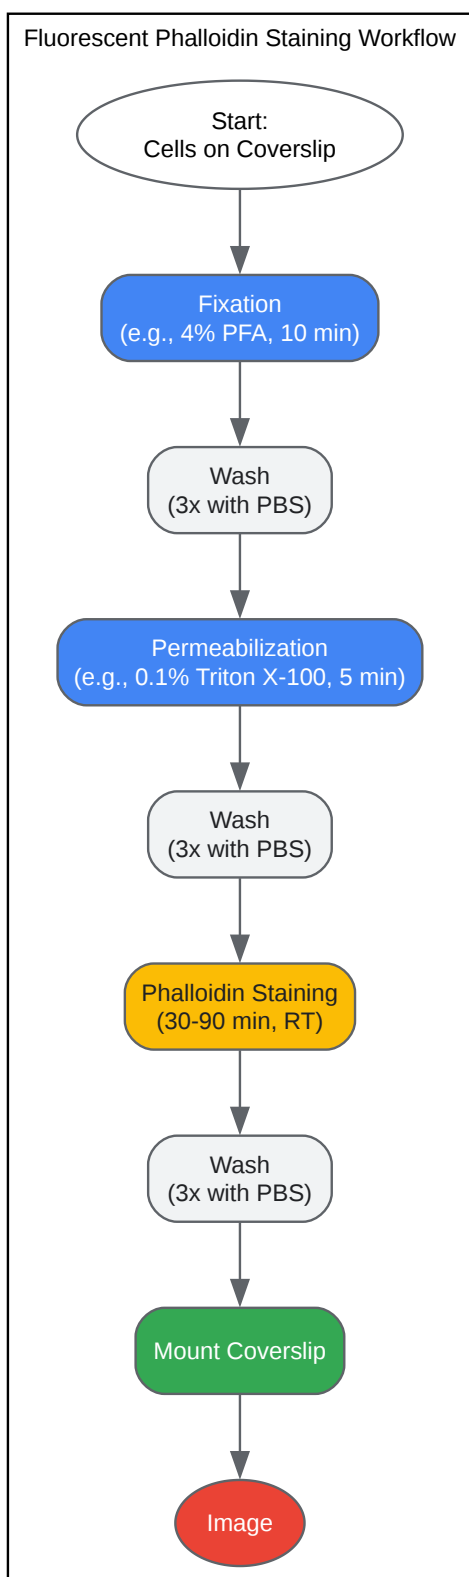 Fluorescent Phalloidin Staining Workflow
Start:
Cells on Coverslip
Fixation
(e.g., 4% PFA, 10 min)
Wash
(3x with PBS)
Permeabilization
(e.g., 0.1% Triton X-100, 5 min)
Wash
(3x with PBS)
Phalloidin Staining
(30-90 min, RT)
Wash
(3x with PBS)
Mount Coverslip
Image